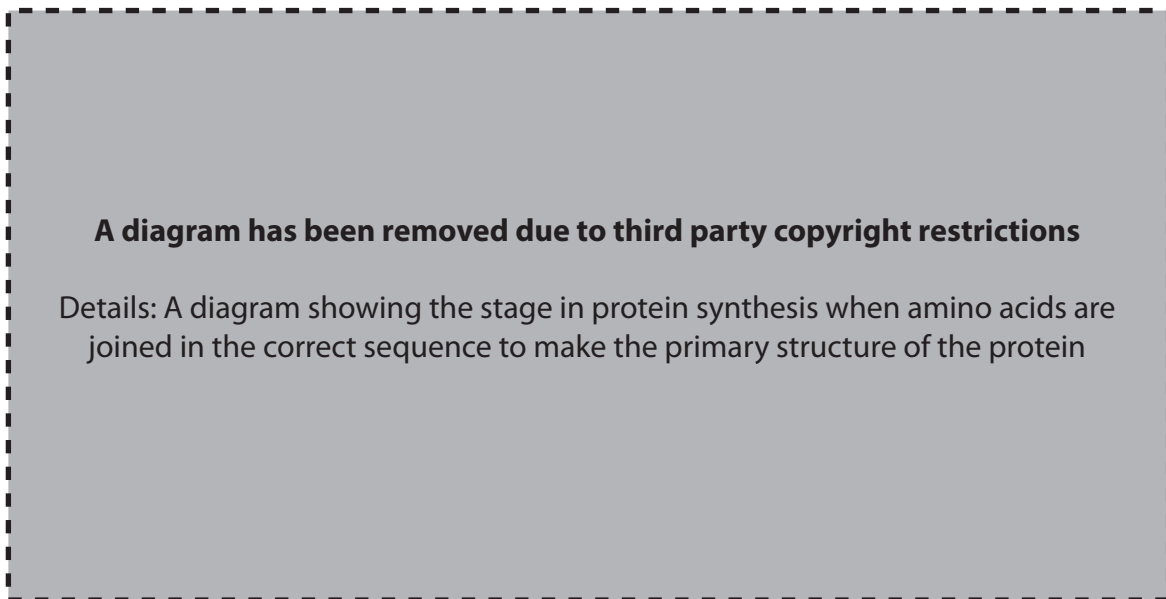 A diagram has been removed due to third party copyright restrictions
Details: A diagram showing the stage in protein synthesis when amino acids are
joined in the correct sequence to make the primary structure of the protein